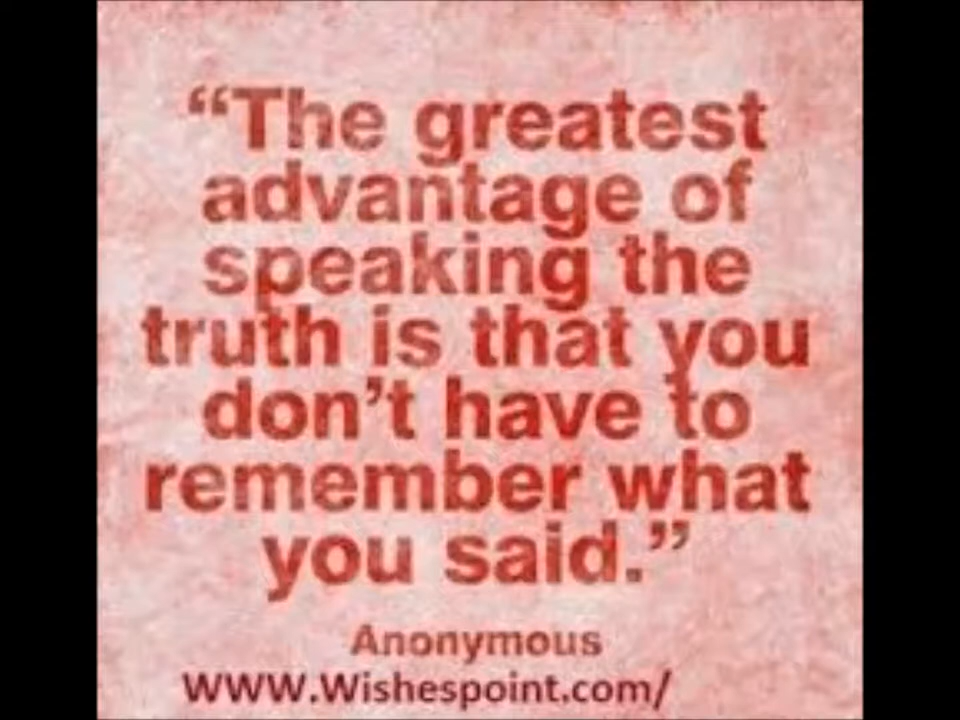 “The greatest
advantage of
speaking the
truth is that you
don’t have to
remember what
you said.”
Anonymous
WWW.Wishespoint.com/